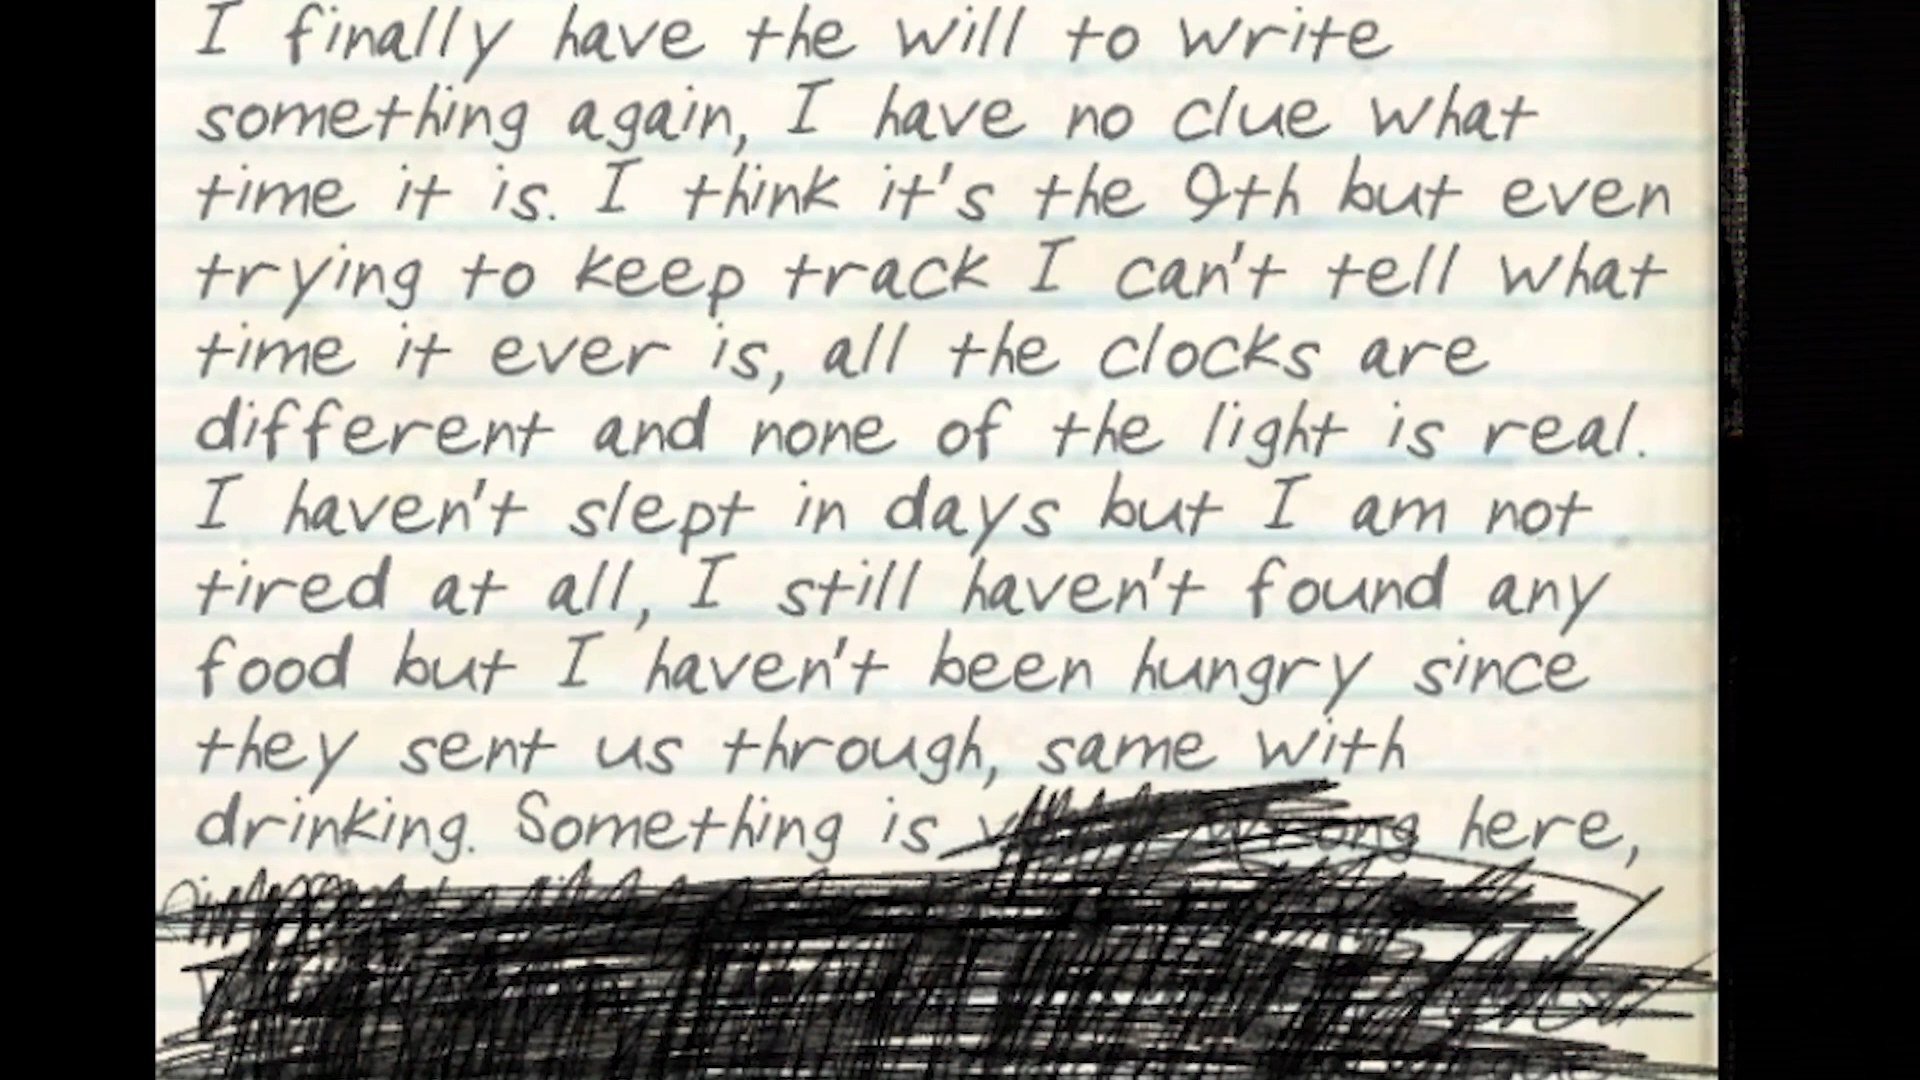 I finally have the will to write
something again, I have no clue what
time it is. I think it's the 9th but even
trying to keep track I can't tell what
time it ever is, all the clocks are
different and none of the light is real.
I haven't slept in days but I am not
tired at all, I still haven't found any
food but I haven't been hungry since
they sent us through, same with
drinking. Something is wrong here,